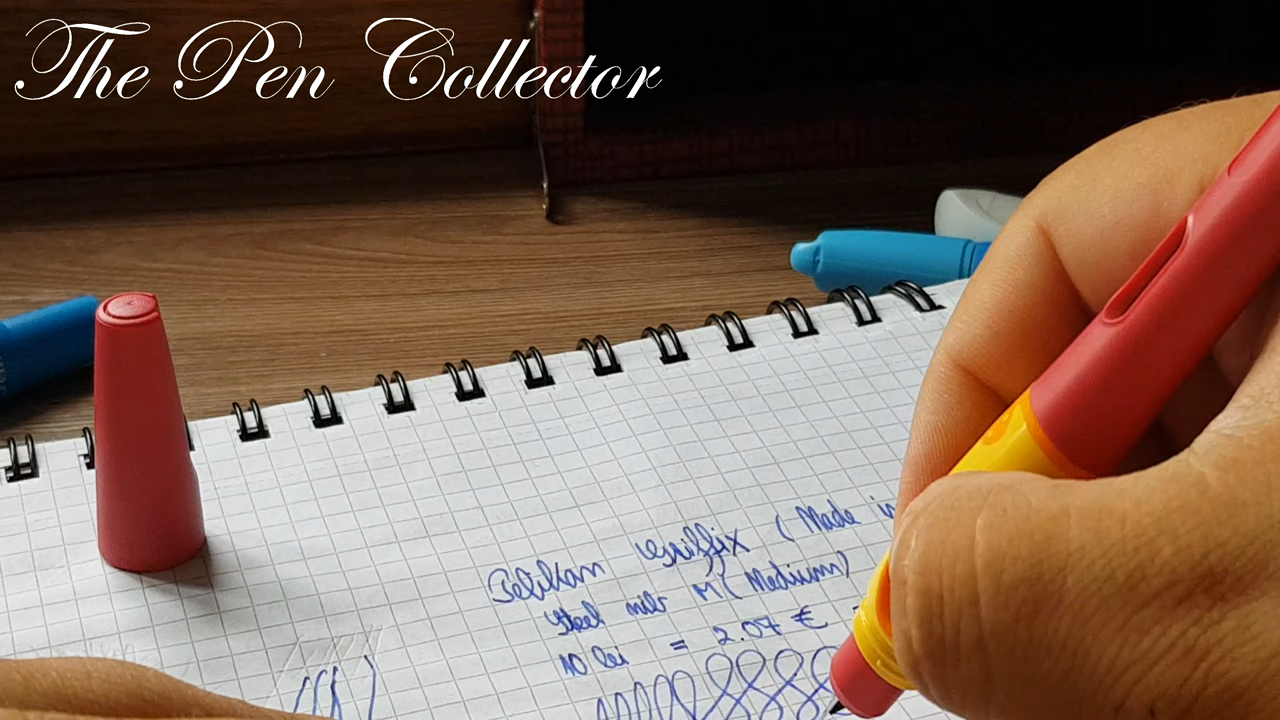 The Pen Collector
Pelikan Griffix (Made in
Steel nib M (Medium)
10 lei = 2.07 €